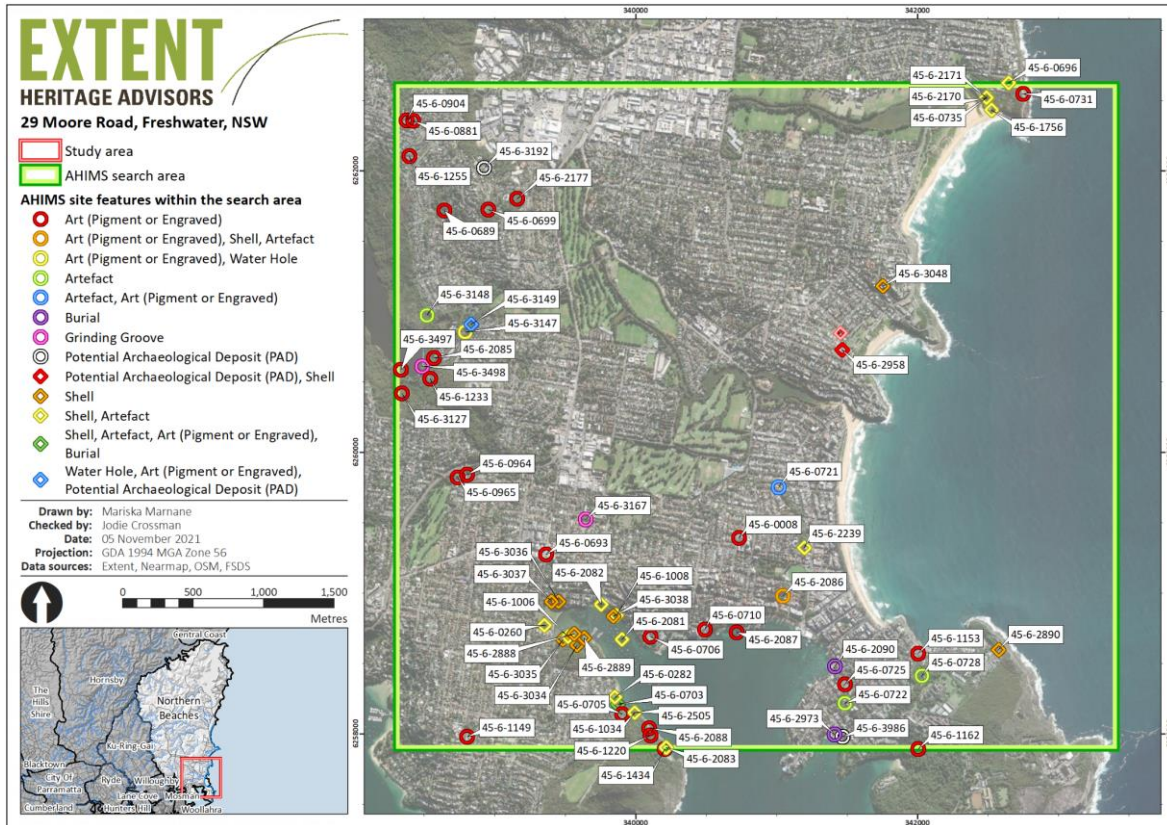 EXTENT
HERITAGE ADVISORS
29 Moore Road, Freshwater, NSW
Study area
AHIMS search area
AHIMS site features within the search area
Art (Pigment or Engraved)
Art (Pigment or Engraved), Shell, Artefact
Art (Pigment or Engraved), Water Hole
Artefact
Artefact, Art (Pigment or Engraved)
Burial
Grinding Groove
Potential Archaeological Deposit (PAD)
Potential Archaeological Deposit (PAD), Shell
Shell
Shell, Artefact
Shell, Artefact, Art (Pigment or Engraved),
Burial
Water Hole, Art (Pigment or Engraved),
Potential Archaeological Deposit (PAD)
Drawn by: Mariska Marnane
Checked by: Jodie Crossman
Date: 05 November 2021
Projection: GDA 1994 MGA Zone 56
Data sources: Extent, Nearmap, OSM, FSDS
0 500 1,000 1,500
Metres
Central Coast
The
Hills
Shire
Hornsby
Northern
Beaches
Ku-Ring-Gai
Blacktown
City Of
Parramatta
Ryde
Willoughby
Lane Cove
Mosman
Cumberland
Hunters Hill
Woollahra
340000
342000
6262000
6260000
6258000
340000
342000
45-6-0904
45-6-0881
45-6-1255
45-6-3192
45-6-2177
45-6-0699
45-6-0689
45-6-2171
45-6-2170
45-6-0735
45-6-0696
45-6-0731
45-6-1756
45-6-3048
45-6-2958
45-6-3148
45-6-3149
45-6-3147
45-6-3497
45-6-2085
45-6-3498
45-6-1233
45-6-3127
45-6-0964
45-6-0965
45-6-3167
45-6-0721
45-6-0008
45-6-2239
45-6-0693
45-6-3036
45-6-3037
45-6-2082
45-6-1008
45-6-3038
45-6-2086
45-6-1006
45-6-2081
45-6-0710
45-6-0260
45-6-0706
45-6-2087
45-6-2888
45-6-2889
45-6-3035
45-6-3034
45-6-2090
45-6-1153
45-6-2890
45-6-0728
45-6-0725
45-6-0722
45-6-0282
45-6-0703
45-6-0705
45-6-2505
45-6-1034
45-6-2088
45-6-1149
45-6-1220
45-6-2083
45-6-1434
45-6-2973
45-6-3986
45-6-1162